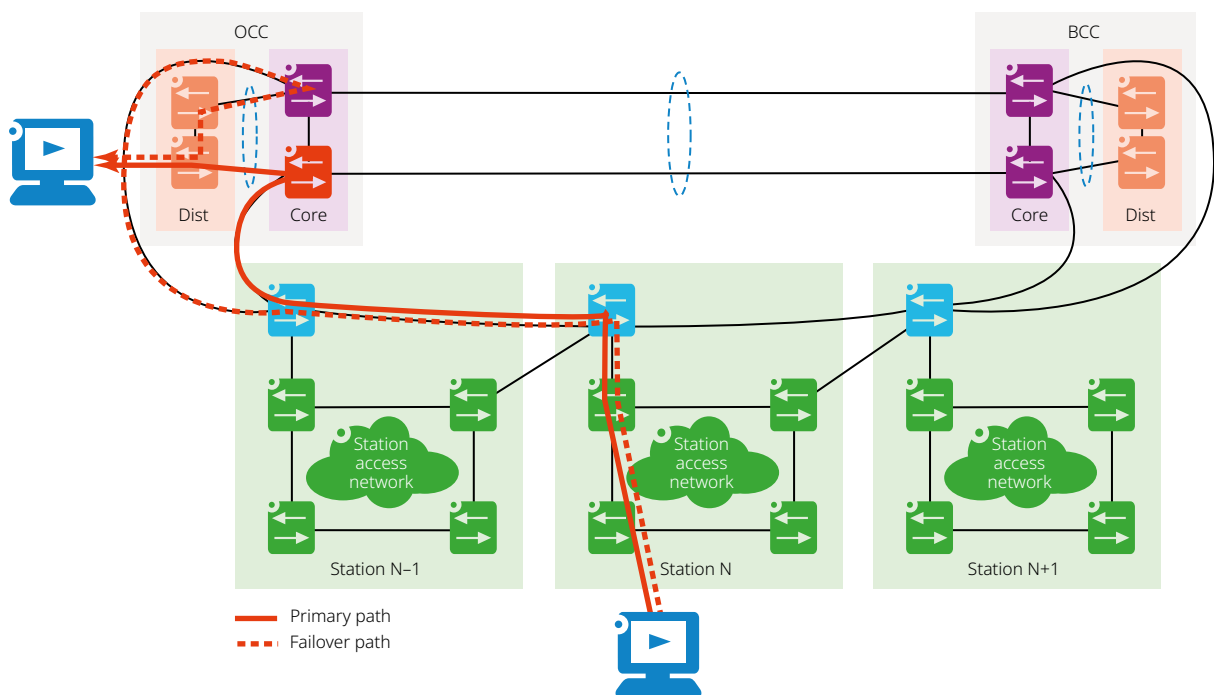 OCC
BCC
Dist
Core
Core
Dist
Station
access
network
Station
access
network
Station
access
network
Station N–1
Station N
Station N+1
Primary path
Failover path